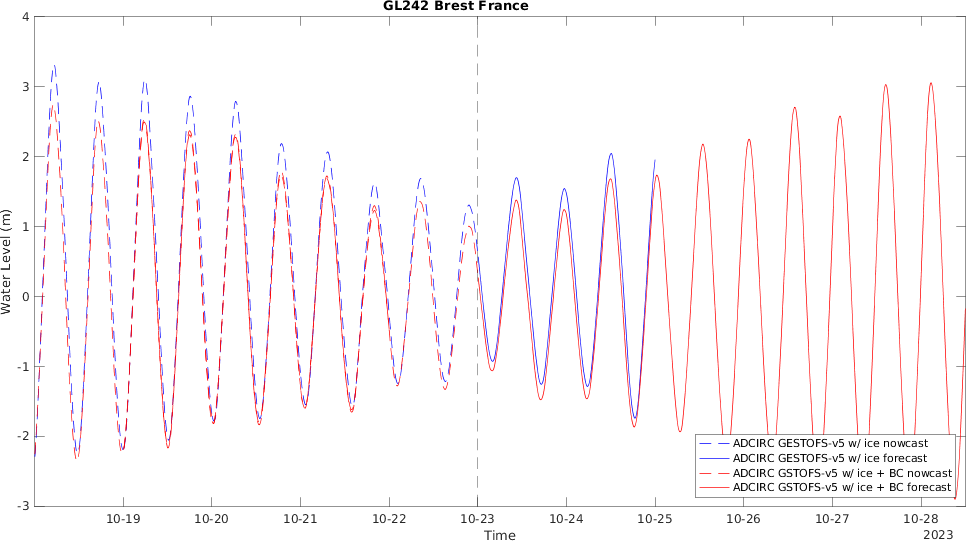 GL242 Brest France
4
3
2
1
0
-1
-2
-3
Water Level (m)
ADCIRC GESTOFS-v5 w/ ice nowcast
ADCIRC GESTOFS-v5 w/ ice forecast
ADCIRC GSTOFS-v5 w/ ice + BC nowcast
ADCIRC GSTOFS-v5 w/ ice + BC forecast
10-19 10-20 10-21 10-22 10-23 10-24 10-25 10-26 10-27 10-28
Time
2023